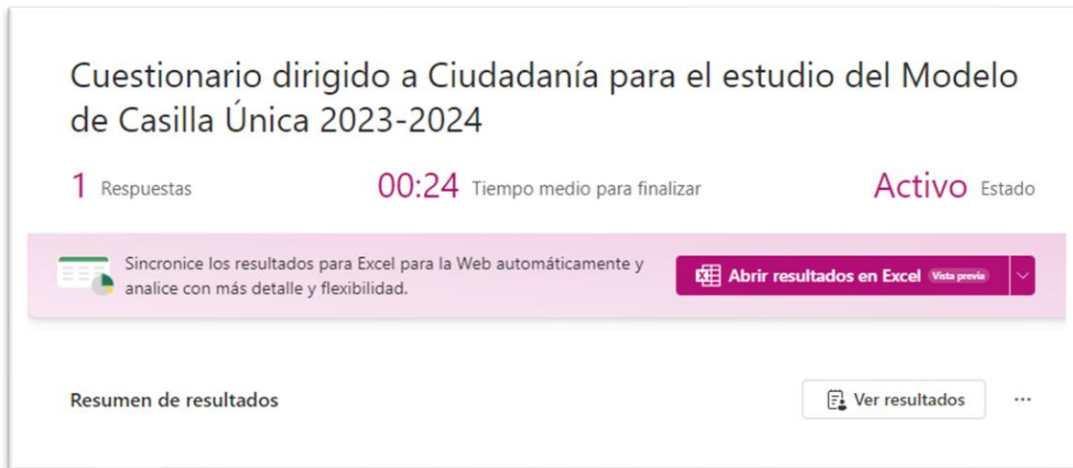 Cuestionario dirigido a Ciudadanía para el estudio del Modelo
de Casilla Única 2023-2024
1 Respuestas
00:24 Tiempo medio para finalizar
Activo Estado
Sincronice los resultados para Excel para la Web automáticamente y
analice con más detalle y flexibilidad.
Abrir resultados en Excel Vista previa
Resumen de resultados
Ver resultados
...